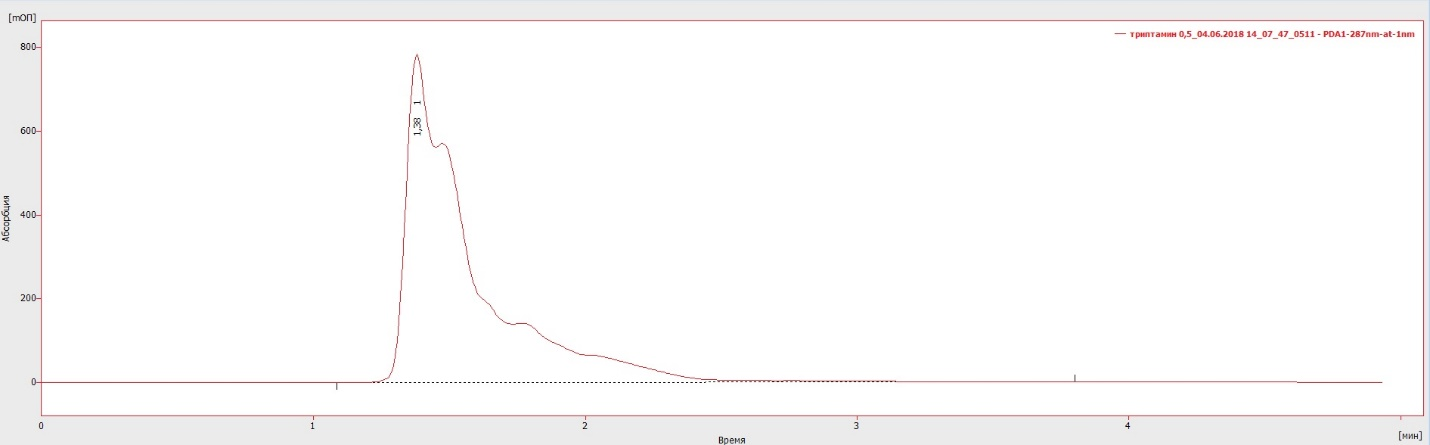 [mОП]
триптамин 0,5_04.06.2018 14_07_47_0511 - PDA1-287nm-at-1nm
800
600
400
200
0
Абсорбция
1,38 1
0 1 2 3 4
Время
[мин]